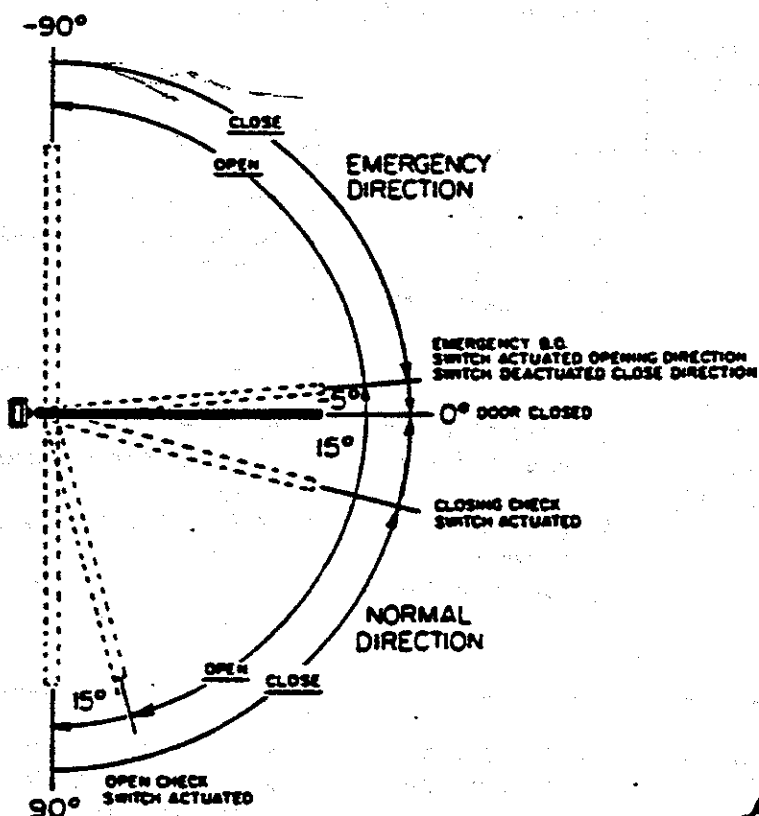 -90°
CLOSE
OPEN
EMERGENCY
DIRECTION
EMERGENCY B.O.
SWITCH ACTUATED OPENING DIRECTION
SWITCH DEACTUATED CLOSE DIRECTION
5°
0° DOOR CLOSED
15°
CLOSING CHECK
SWITCH ACTUATED
NORMAL
DIRECTION
OPEN
CLOSE
15°
OPEN CHECK
SWITCH ACTUATED
90°